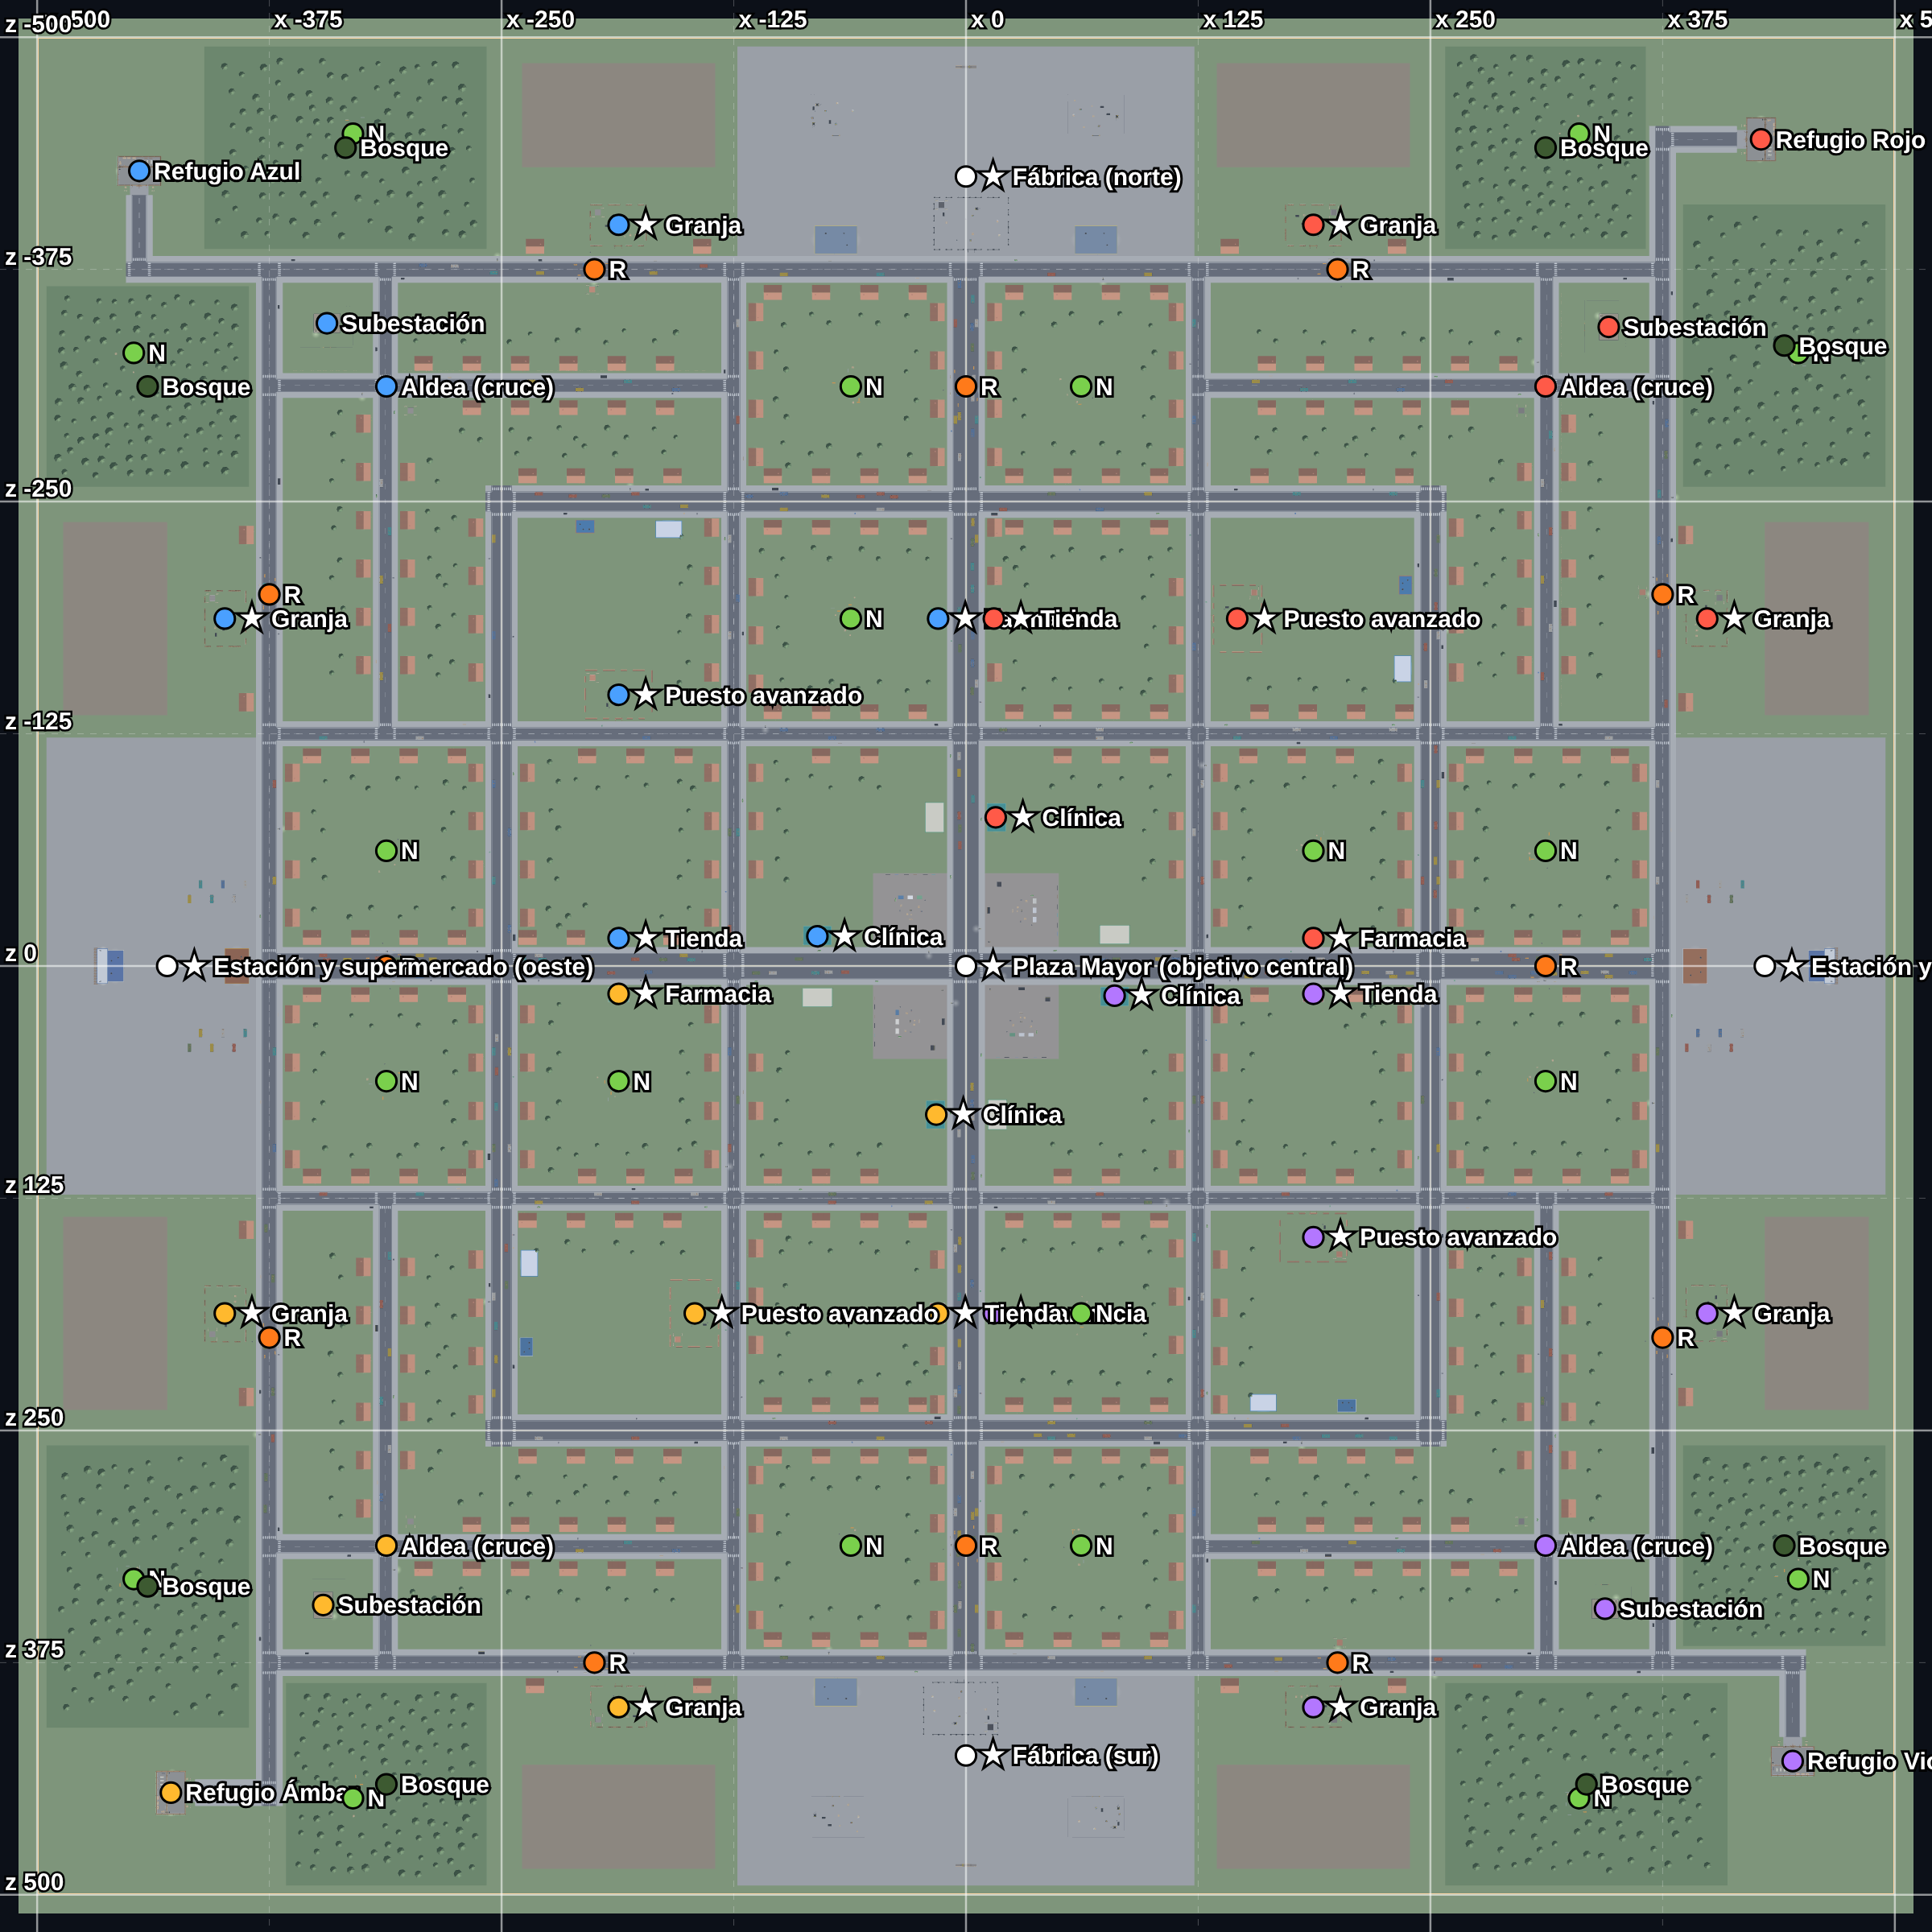 z -500
500
x -375
x -250
x -125
x 0
x 125
x 250
x 375
x 5
N
Bosque
N
Bosque
Refugio Rojo
Refugio Azul
Fábrica (norte)
Granja
Granja
z -375
R
R
Subestación
Subestación
N
Bosque
Bosque
N
Aldea (cruce)
N
R
N
Aldea (cruce)
z -250
R
R
Granja
N
Tienda
Puesto avanzado
Granja
Puesto avanzado
z -125
Clínica
N
N
N
Tienda
Clínica
Farmacia
z 0
Estación y supermercado (oeste)
Plaza Mayor (objetivo central)
R
Estación y
Farmacia
Clínica
Tienda
N
N
N
Clínica
z 125
Puesto avanzado
Granja
Puesto avanzado
Tienda
N
Granja
R
R
z 250
Aldea (cruce)
N
R
N
Aldea (cruce)
Bosque
N
Bosque
N
Subestación
Subestación
z 375
R
R
Granja
Granja
Fábrica (sur)
Refugio Vio
Refugio Ámba
Bosque
N
Bosque
N
z 500